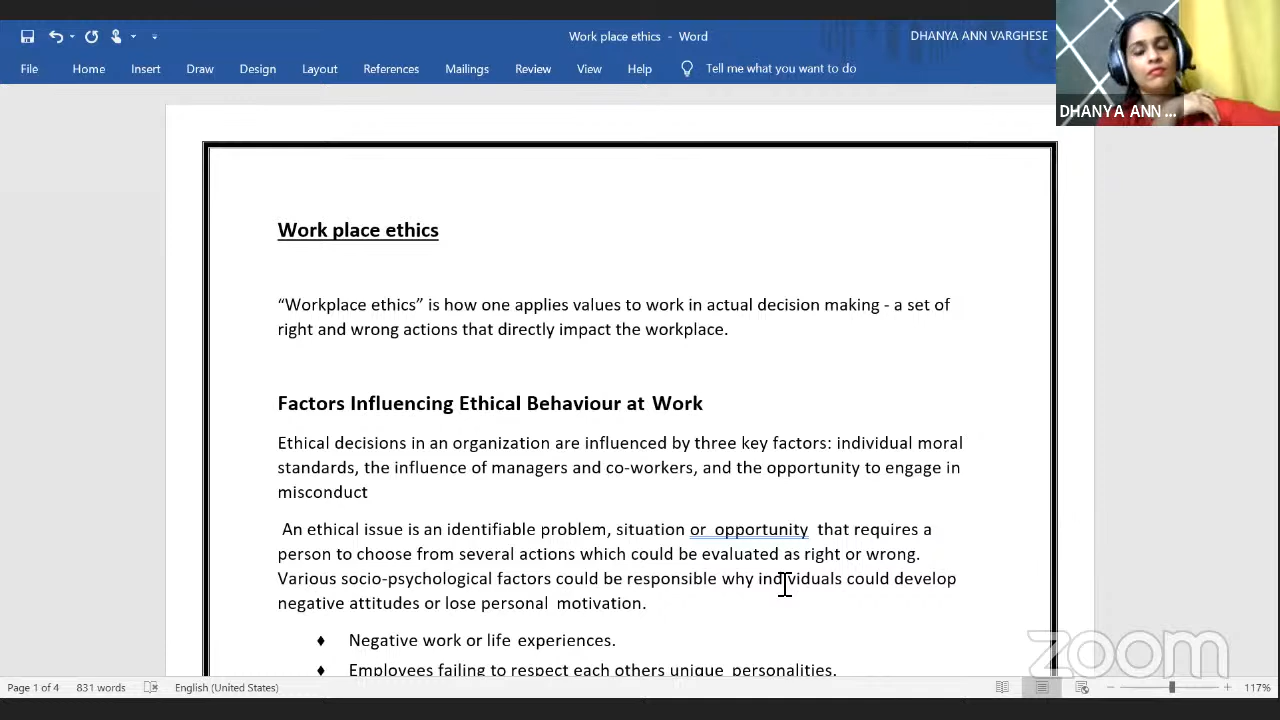 Work place ethics - Word
DHANYA ANN VARGHESE
File Home Insert Draw Design Layout References Mailings Review View Help Tell me what you want to do
DHANYA ANN ...
Work place ethics
“Workplace ethics” is how one applies values to work in actual decision making - a set of
right and wrong actions that directly impact the workplace.
Factors Influencing Ethical Behaviour at Work
Ethical decisions in an organization are influenced by three key factors: individual moral
standards, the influence of managers and co-workers, and the opportunity to engage in
misconduct
An ethical issue is an identifiable problem, situation or opportunity that requires a
person to choose from several actions which could be evaluated as right or wrong.
Various socio-psychological factors could be responsible why individuals could develop
negative attitudes or lose personal motivation.
♦ Negative work or life experiences.
♦ Employees failing to respect each others unique personalities.
zoom
Page 1 of 4 831 words English (United States) 117%